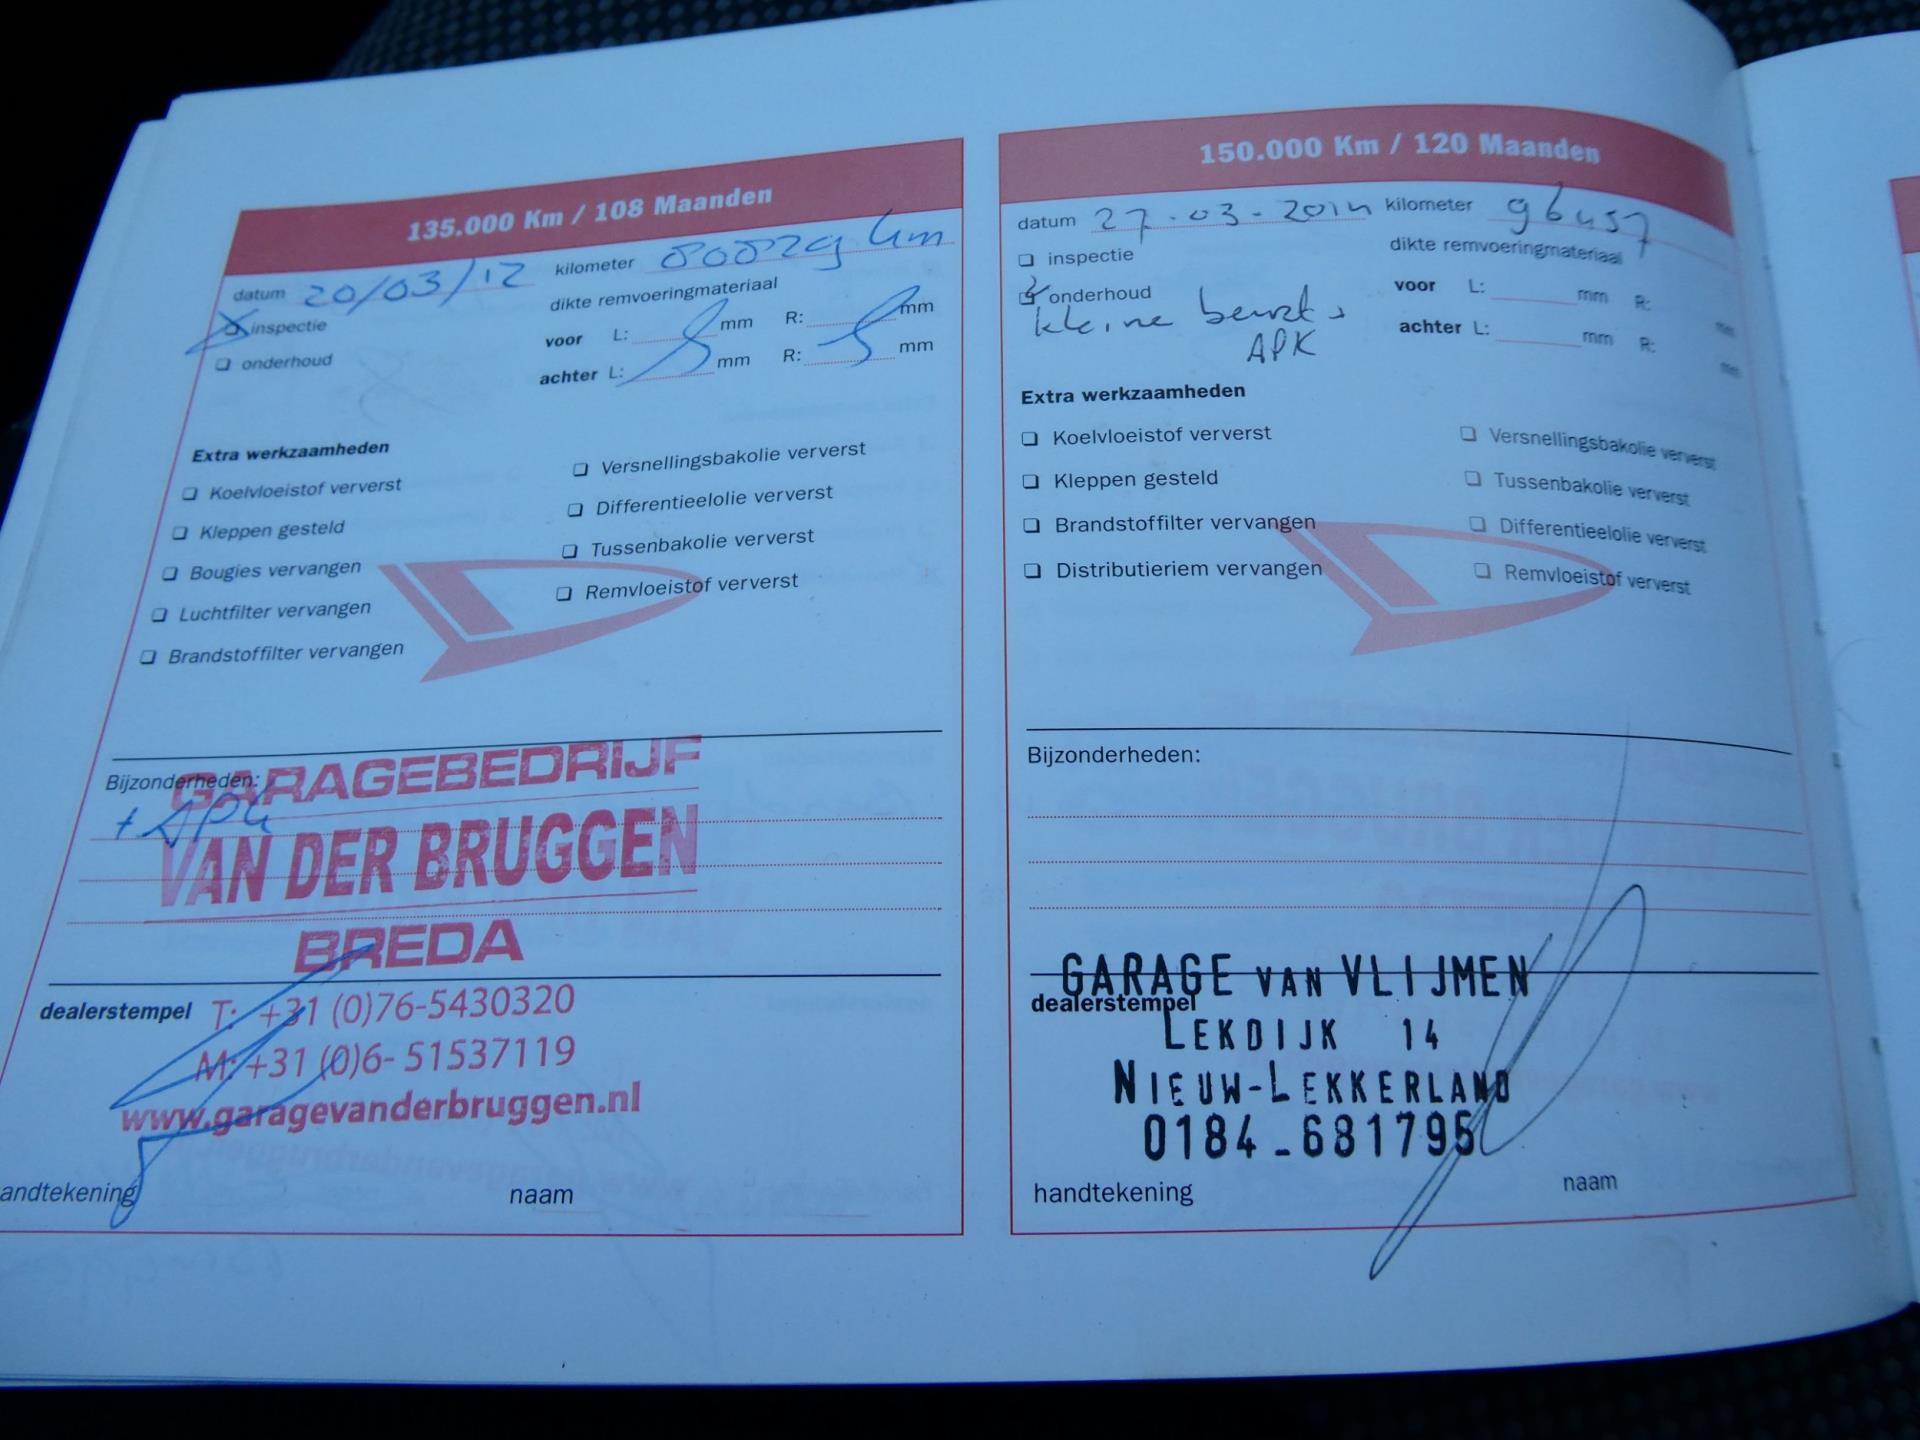 135.000 Km / 108 Maanden
datum 20/03/12 kilometer 80829 km
inspectie
dikte remvoeringmateriaal
onderhoud
voor L: mm R: mm
achter L: mm R: mm
Extra werkzaamheden
Koelvloeistof ververst
Kleppen gesteld
Bougies vervangen
Luchtfilter vervangen
Brandstoffilter vervangen
Versnellingsbakolie ververst
Differentieelolie ververst
Tussenbakolie ververst
Remvloeistof ververst
Bijzonderheden:
+ APK
GARAGEBEDRIJF
VAN DER BRUGGEN
BREDA
dealerstempel
T: +31 (0)76-5430320
M: +31 (0)6- 51537119
www.garagevanderbruggen.nl
andtekening
naam
150.000 Km / 120 Maanden
datum 27-03-2014 kilometer 96457
inspectie
dikte remvoeringmateriaal
onderhoud
kleine beurt +
APK
voor L: mm R: mm
achter L: mm R: mm
Extra werkzaamheden
Koelvloeistof ververst
Kleppen gesteld
Brandstoffilter vervangen
Distributieriem vervangen
Versnellingsbakolie ververst
Tussenbakolie ververst
Differentieelolie ververst
Remvloeistof ververst
Bijzonderheden:
GARAGE VAN VLIJMEN
dealerstempel
LEKDIJK 14
NIEUW-LEKKERLAND
0184-681795
handtekening
naam